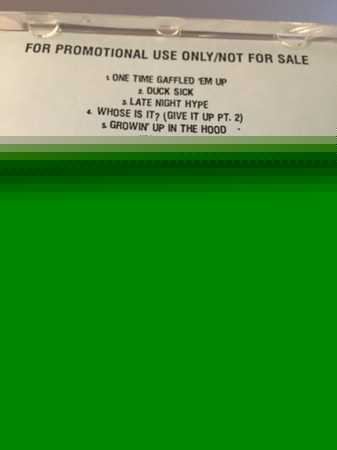 FOR PROMOTIONAL USE ONLY/NOT FOR SALE
1. ONE TIME GAFFLED 'EM UP
2. DUCK SICK
3. LATE NIGHT HYPE
4. WHOSE IS IT? (GIVE IT UP PT. 2)
5. GROWIN' UP IN THE HOOD